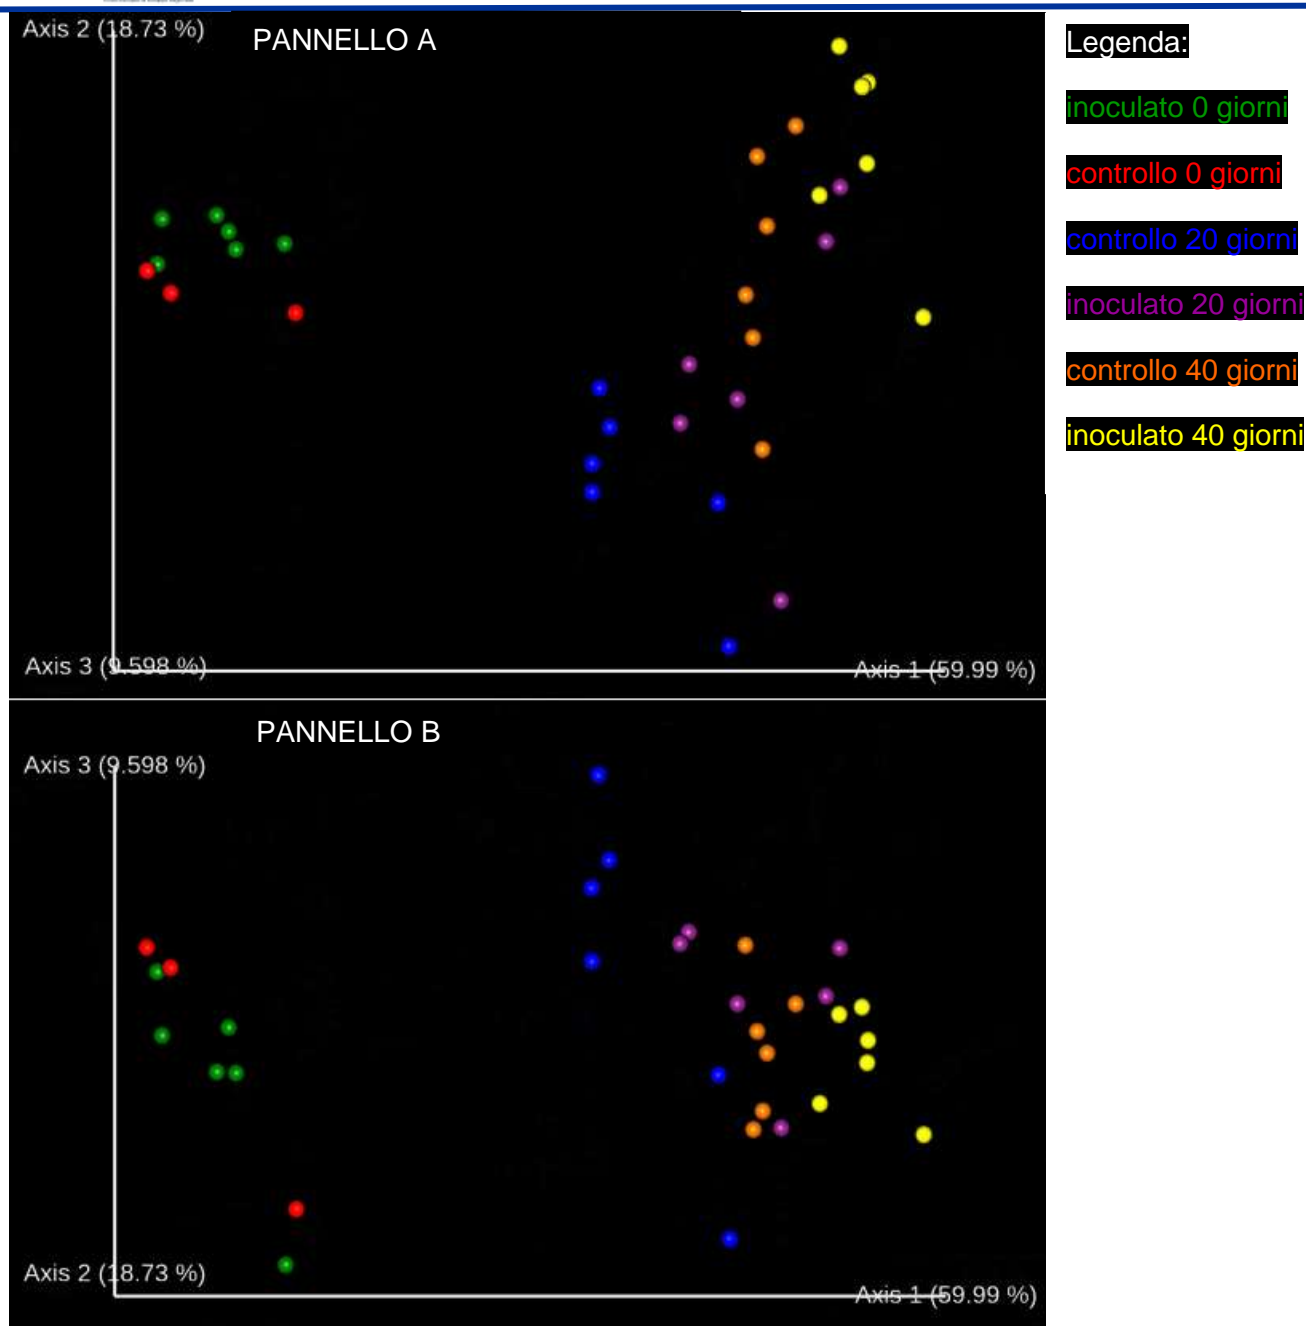 Axis 2 (18.73 %)
PANNELLO A
Axis 3 (9.598 %)
Axis 1 (59.99 %)
PANNELLO B
Axis 3 (9.598 %)
Axis 2 (18.73 %)
Axis 1 (59.99 %)
Legenda:
inoculato 0 giorni
controllo 0 giorni
controllo 20 giorni
inoculato 20 giorni
controllo 40 giorni
inoculato 40 giorni